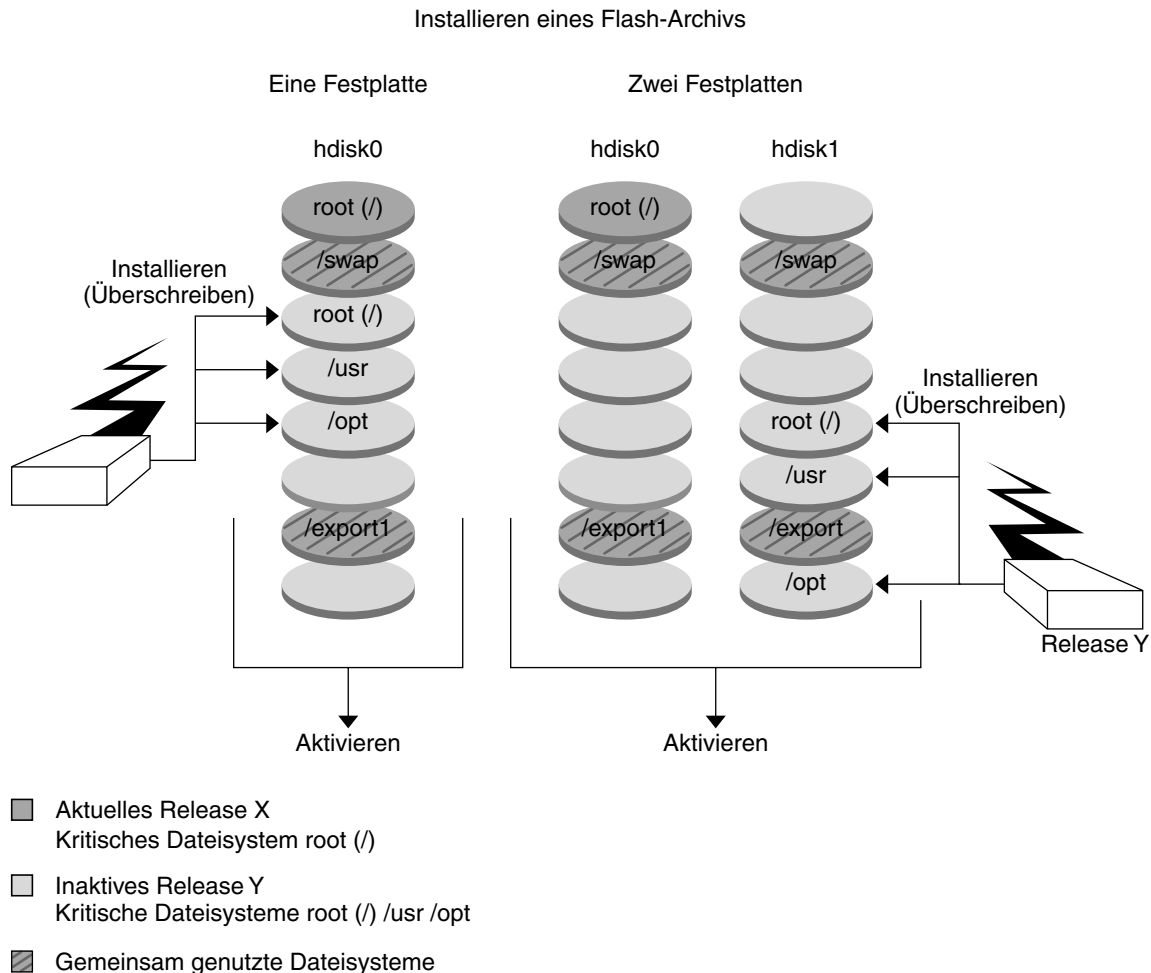 Installieren eines Flash-Archivs
Eine Festplatte
Zwei Festplatten
hdisk0
root (/)
/swap
root (/)
/usr
/opt
/export1
Installieren
(Überschreiben)
Aktivieren
hdisk0
root (/)
/swap
/export1
hdisk1
/swap
root (/)
/usr
/export
/opt
Installieren
(Überschreiben)
Release Y
Aktivieren
Aktuelles Release X
Kritisches Dateisystem root (/)
Inaktives Release Y
Kritische Dateisysteme root (/) /usr /opt
Gemeinsam genutzte Dateisysteme